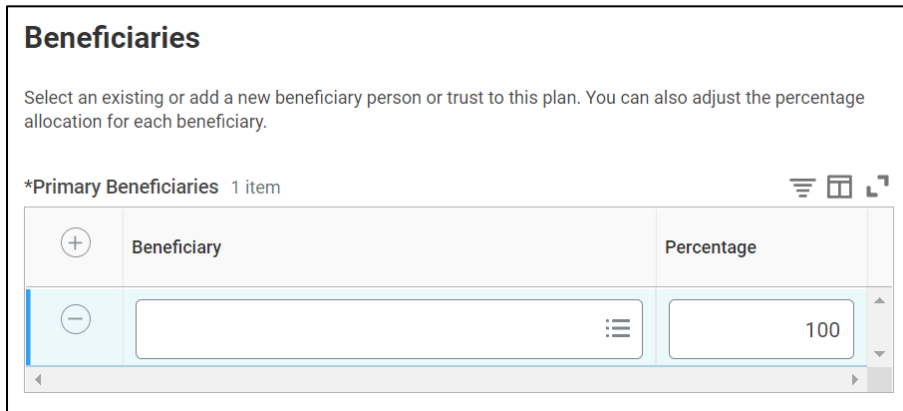 Beneficiaries
Select an existing or add a new beneficiary person or trust to this plan. You can also adjust the percentage
allocation for each beneficiary.
*Primary Beneficiaries 1 item
Beneficiary Percentage
100